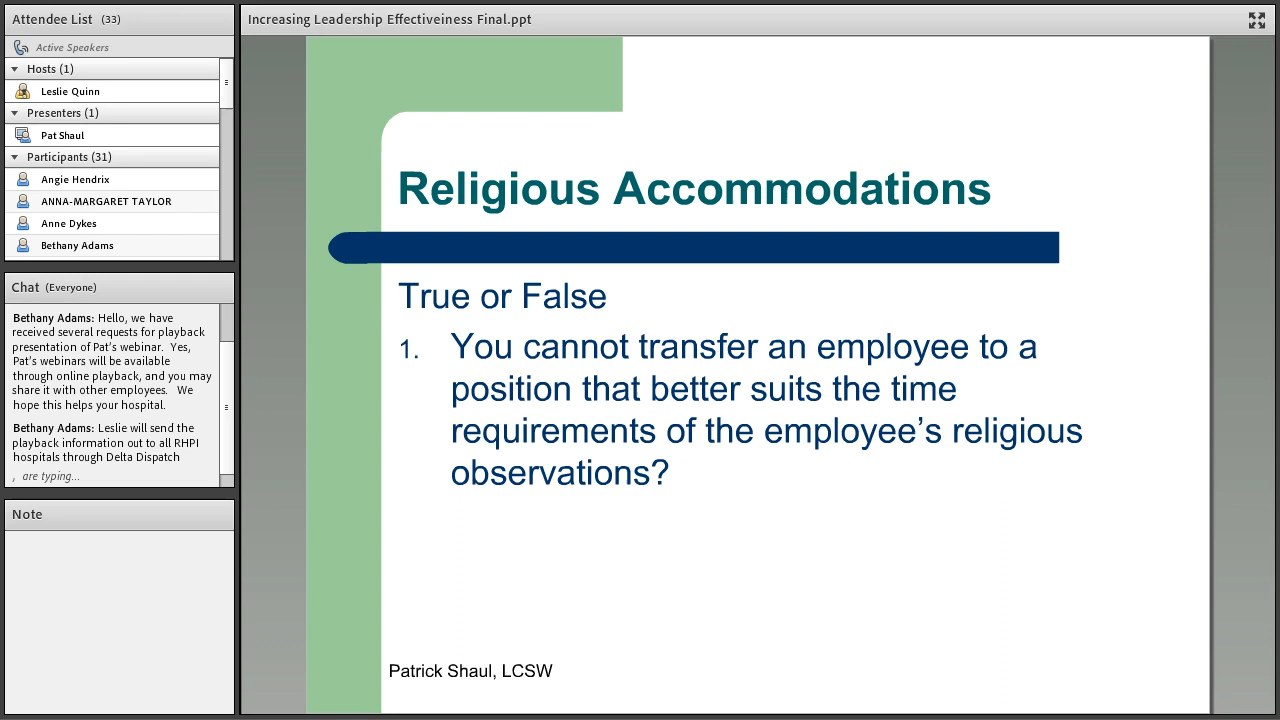 Attendee List (33)
Active Speakers
Hosts (1)
Leslie Quinn
Presenters (1)
Pat Shaul
Participants (31)
Angie Hendrix
ANNA-MARGARET TAYLOR
Anne Dykes
Bethany Adams
Chat (Everyone)
Bethany Adams: Hello, we have
received several requests for playback
presentation of Pat's webinar. Yes,
Pat's webinars will be available
through online playback, and you may
share it with other employees. We
hope this helps your hospital.
Bethany Adams: Leslie will send the
playback information out to all RHPI
hospitals through Delta Dispatch
, are typing...
Note
Increasing Leadership Effectiveiness Final.ppt
Religious Accommodations
True or False
1. You cannot transfer an employee to a
position that better suits the time
requirements of the employee’s religious
observations?
Patrick Shaul, LCSW